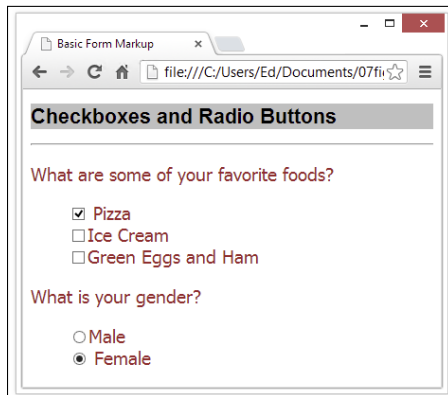 Basic Form Markup
file:///C:/Users/Ed/Documents/07fi
Checkboxes and Radio Buttons
What are some of your favorite foods?
Pizza
Ice Cream
Green Eggs and Ham
What is your gender?
Male
Female